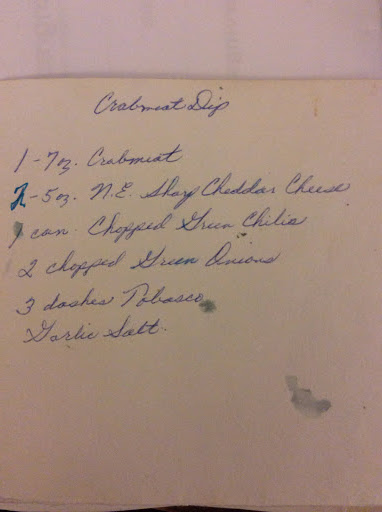 Crabmeat Dip
1-7oz. Crabmeat
2-5oz. N.E. Sharp Cheddar Cheese
1 can Chopped Green Chilis
2 chopped Green Onions
3 dashes Tobasco
Garlic Salt